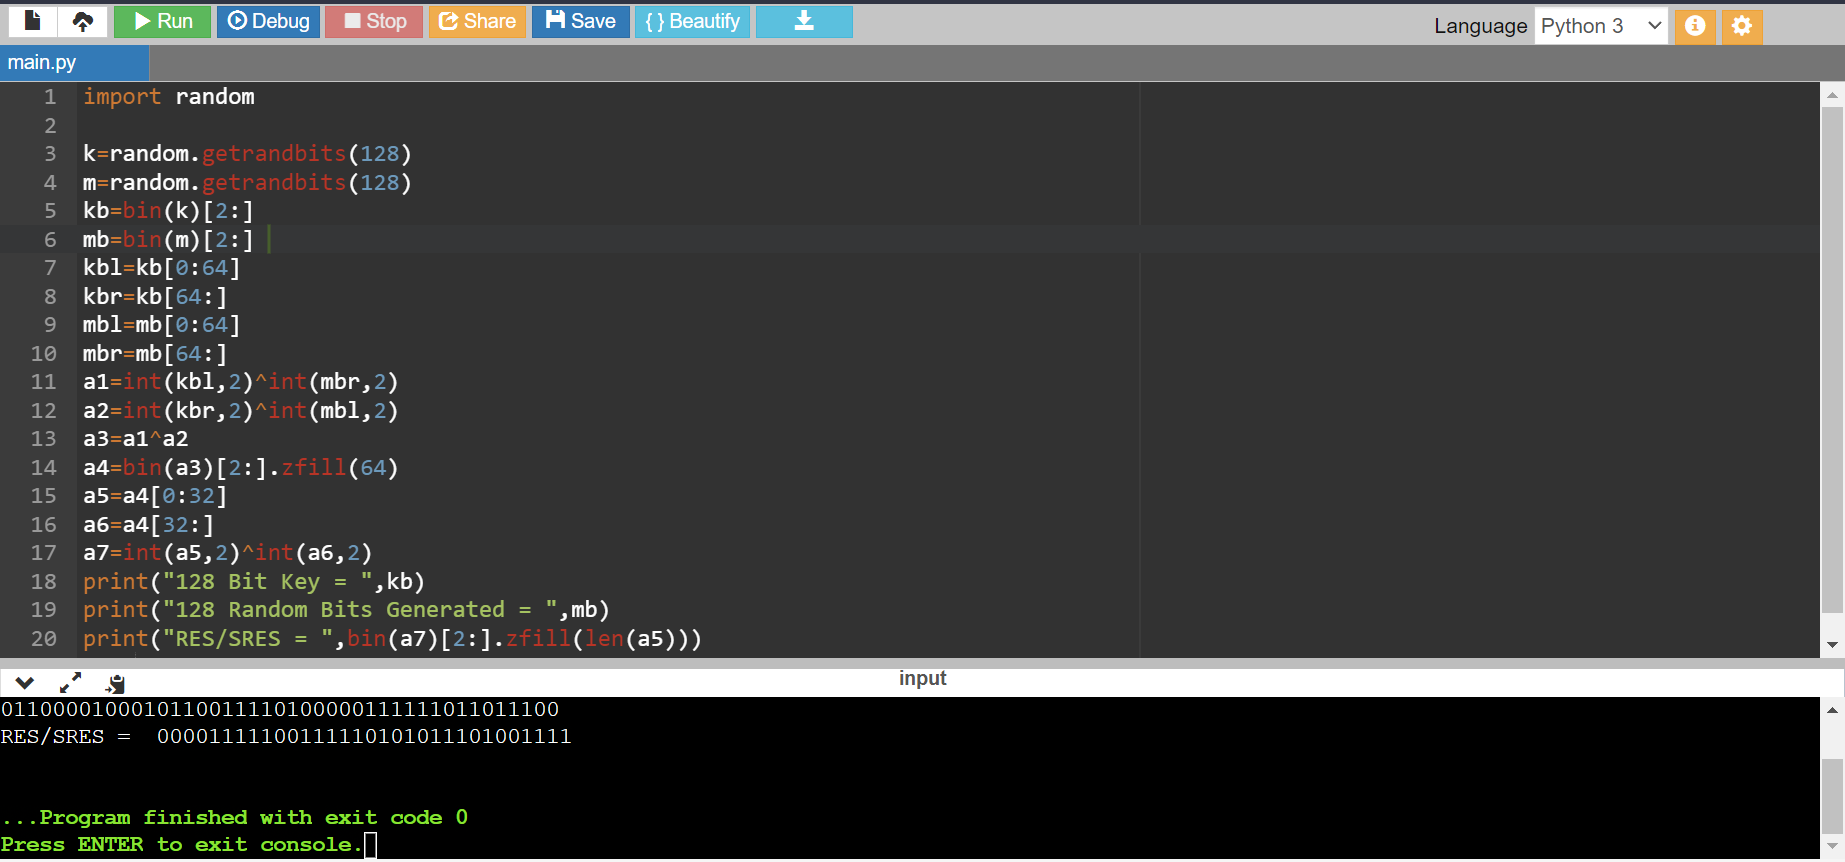 Run Debug Stop Share Save { } Beautify Language Python 3
main.py
1 import random
2
3 k=random.getrandbits(128)
4 m=random.getrandbits(128)
5 kb=bin(k)[2:]
6 mb=bin(m)[2:]
7 kbl=kb[0:64]
8 kbr=kb[64:]
9 mbl=mb[0:64]
10 mbr=mb[64:]
11 a1=int(kbl,2)^int(mbr,2)
12 a2=int(kbr,2)^int(mbl,2)
13 a3=a1^a2
14 a4=bin(a3)[2:].zfill(64)
15 a5=a4[0:32]
16 a6=a4[32:]
17 a7=int(a5,2)^int(a6,2)
18 print("128 Bit Key = ",kb)
19 print("128 Random Bits Generated = ",mb)
20 print("RES/SRES = ",bin(a7)[2:].zfill(len(a5)))
input
0110000100010110011110100000111111011011100
RES/SRES =  00001111100111110101011101001111
...Program finished with exit code 0
Press ENTER to exit console.